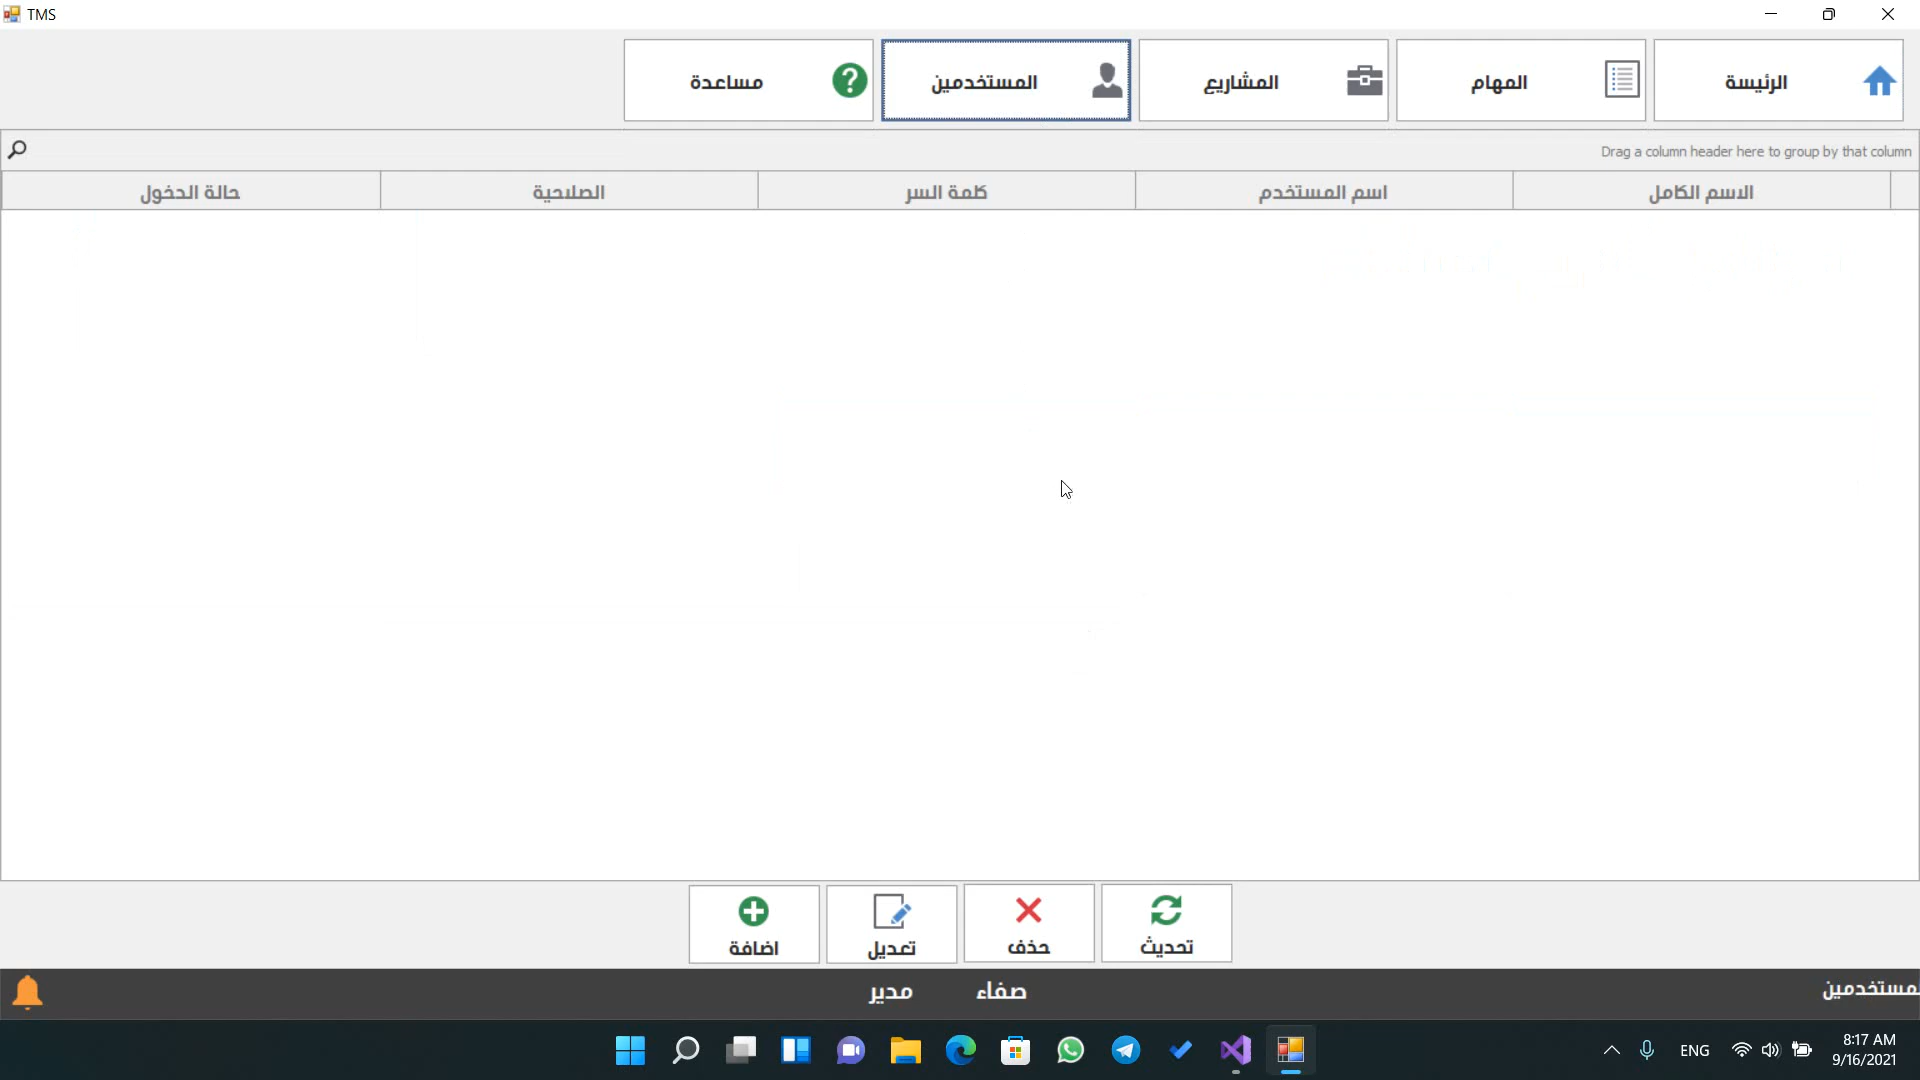 TMS
الرئيسة
المهام
المشاريع
المستخدمين
مساعدة
Drag a column header here to group by that column
الاسم الكامل
اسم المستخدم
كلمة السر
الصلاحية
حالة الدخول
تحديث
حذف
تعديل
اضافة
لمستخدمين
صفاء
مدير
ENG
8:17 AM
9/16/2021